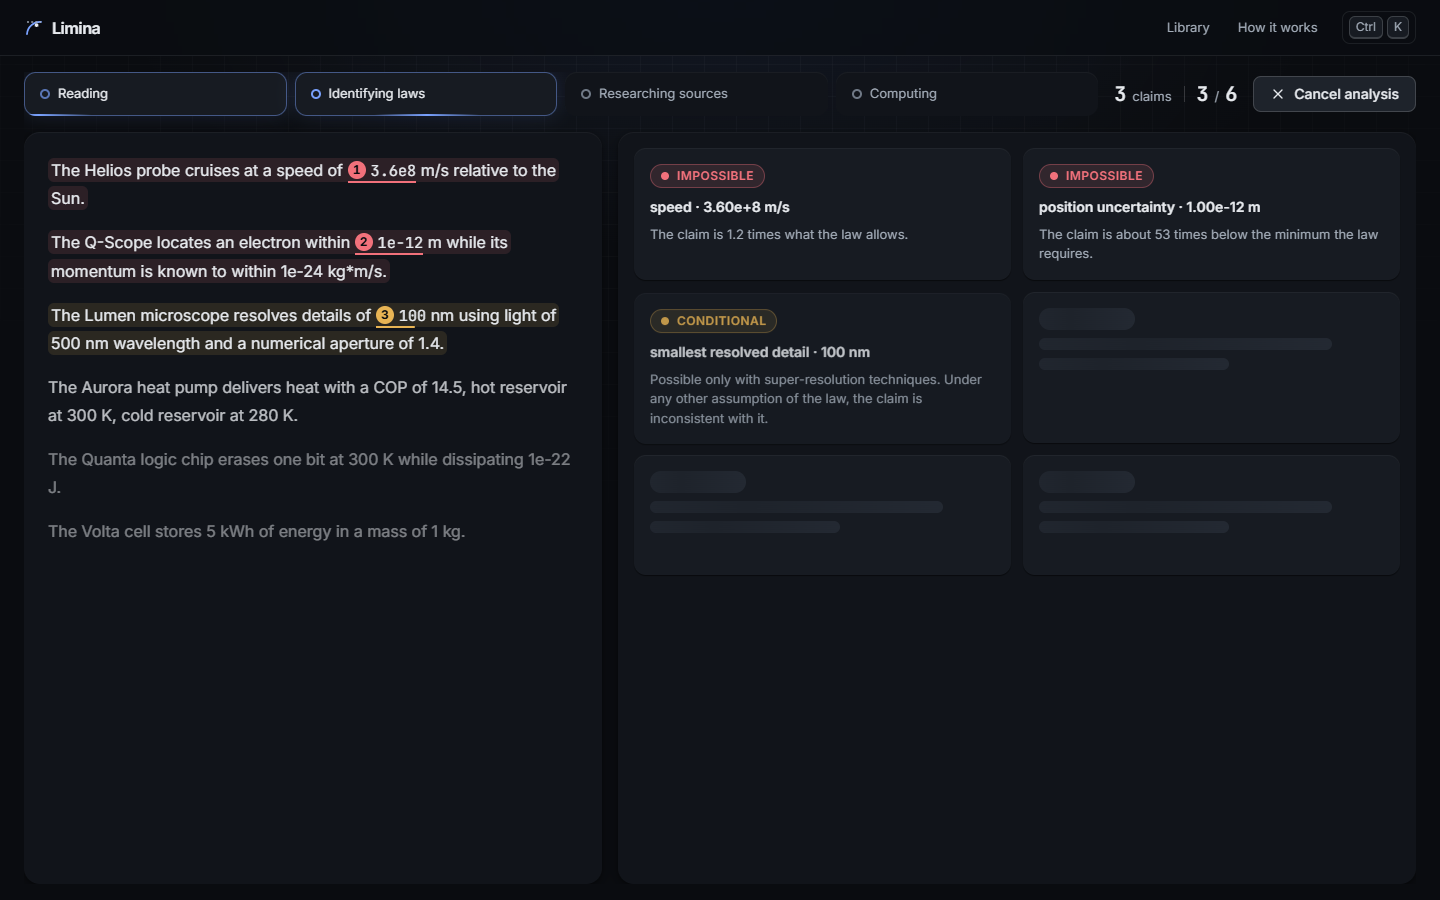 Limina
Library
How it works
Ctrl K
Reading
Identifying laws
Researching sources
Computing
3 claims
3 / 6
Cancel analysis
The Helios probe cruises at a speed of 1 3.6e8 m/s relative to the
Sun.
The Q-Scope locates an electron within 2 1e-12 m while its
momentum is known to within 1e-24 kg*m/s.
The Lumen microscope resolves details of 3 100 nm using light of
500 nm wavelength and a numerical aperture of 1.4.
The Aurora heat pump delivers heat with a COP of 14.5, hot reservoir
at 300 K, cold reservoir at 280 K.
The Quanta logic chip erases one bit at 300 K while dissipating 1e-22
J.
The Volta cell stores 5 kWh of energy in a mass of 1 kg.
IMPOSSIBLE
speed · 3.60e+8 m/s
The claim is 1.2 times what the law allows.
IMPOSSIBLE
position uncertainty · 1.00e-12 m
The claim is about 53 times below the minimum the law
requires.
CONDITIONAL
smallest resolved detail · 100 nm
Possible only with super-resolution techniques. Under
any other assumption of the law, the claim is
inconsistent with it.